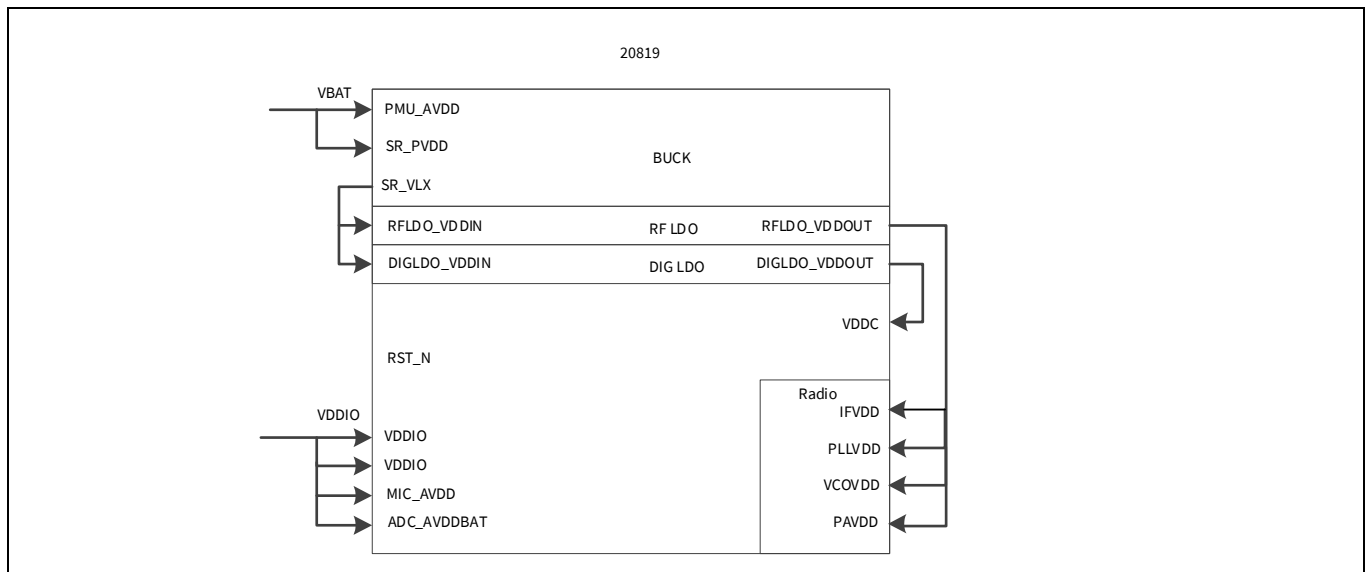 20819
VBAT
PMU_AVDD
SR_PVDD
BUCK
SR_VLX
RFLDO_VDDIN RF LDO RFLDO_VDDOUT
DIGLDO_VDDIN DIG LDO DIGLDO_VDDOUT
VDDC
RST_N
Radio
IFVDD
VDDIO
VDDIO
PLLVDD
VDDIO
VCOVDD
MIC_AVDD
ADC_AVDDBAT PAVDD